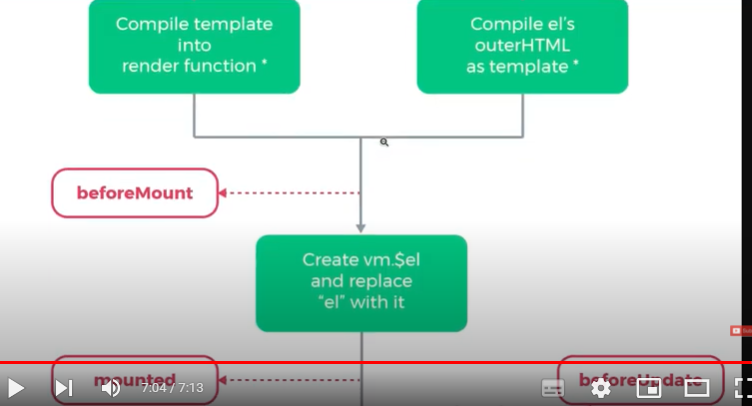 Compile template
into
render function *
Compile el's
outerHTML
as template *
beforeMount
Create vm.$el
and replace
"el" with it
mounted
beforeUpdate
7:04 / 7:13